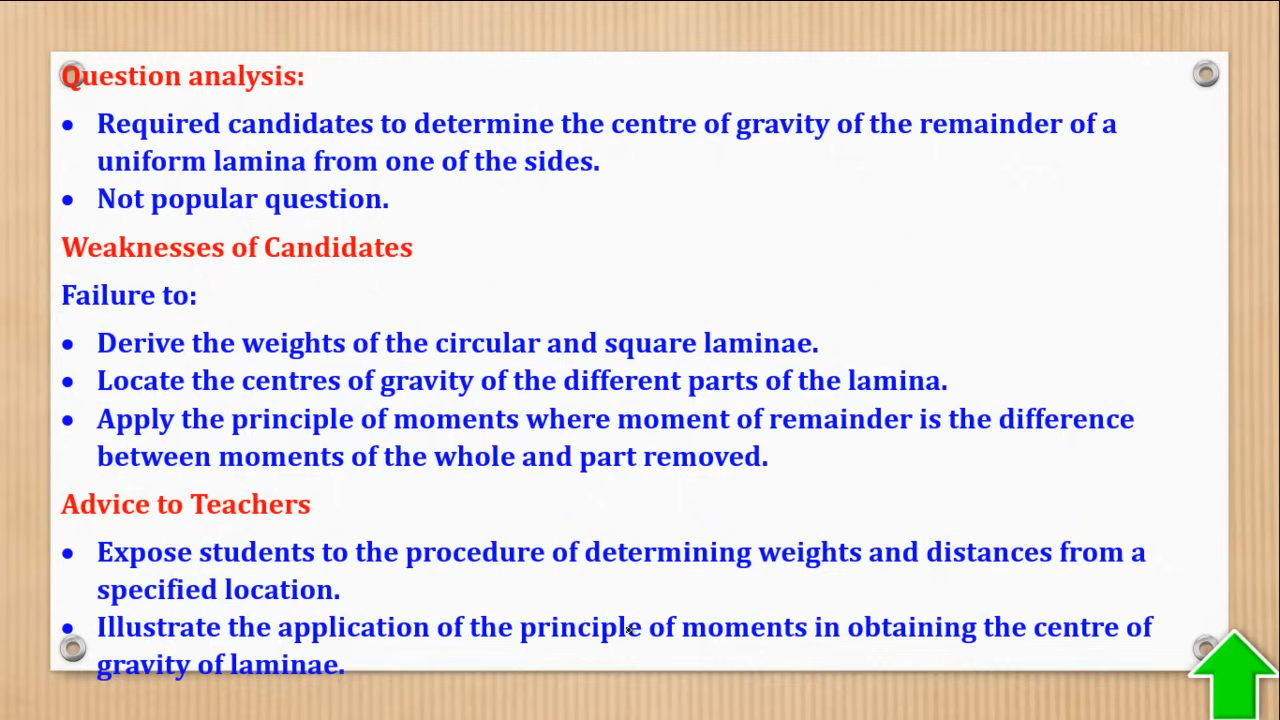 Question analysis:
• Required candidates to determine the centre of gravity of the remainder of a
uniform lamina from one of the sides.
• Not popular question.
Weaknesses of Candidates
Failure to:
• Derive the weights of the circular and square laminae.
• Locate the centres of gravity of the different parts of the lamina.
• Apply the principle of moments where moment of remainder is the difference
between moments of the whole and part removed.
Advice to Teachers
• Expose students to the procedure of determining weights and distances from a
specified location.
• Illustrate the application of the principle of moments in obtaining the centre of
gravity of laminae.